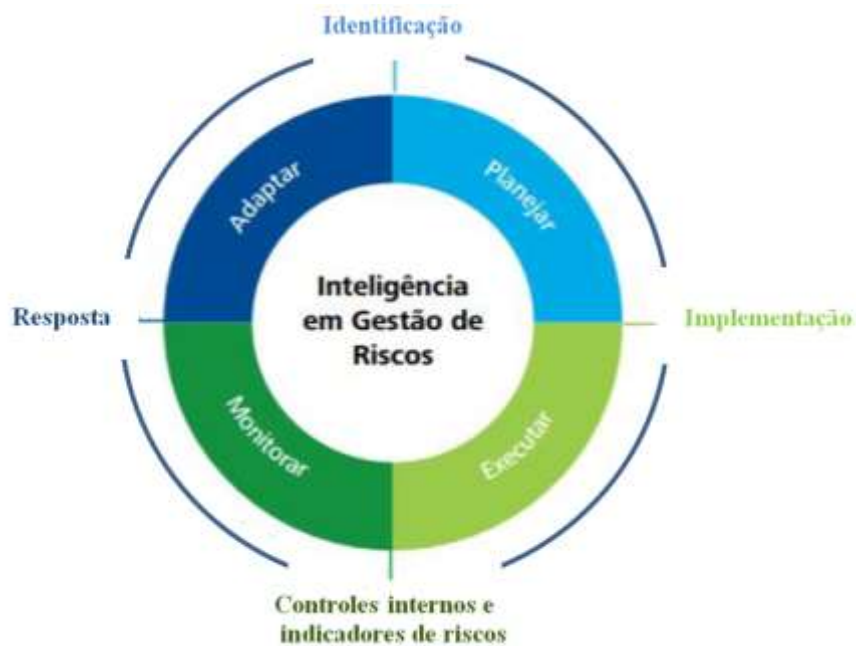 Identificação
Adaptar
Planejar
Inteligência
em Gestão de
Riscos
Resposta
Implementação
Monitorar
Executar
Controles internos e
indicadores de riscos